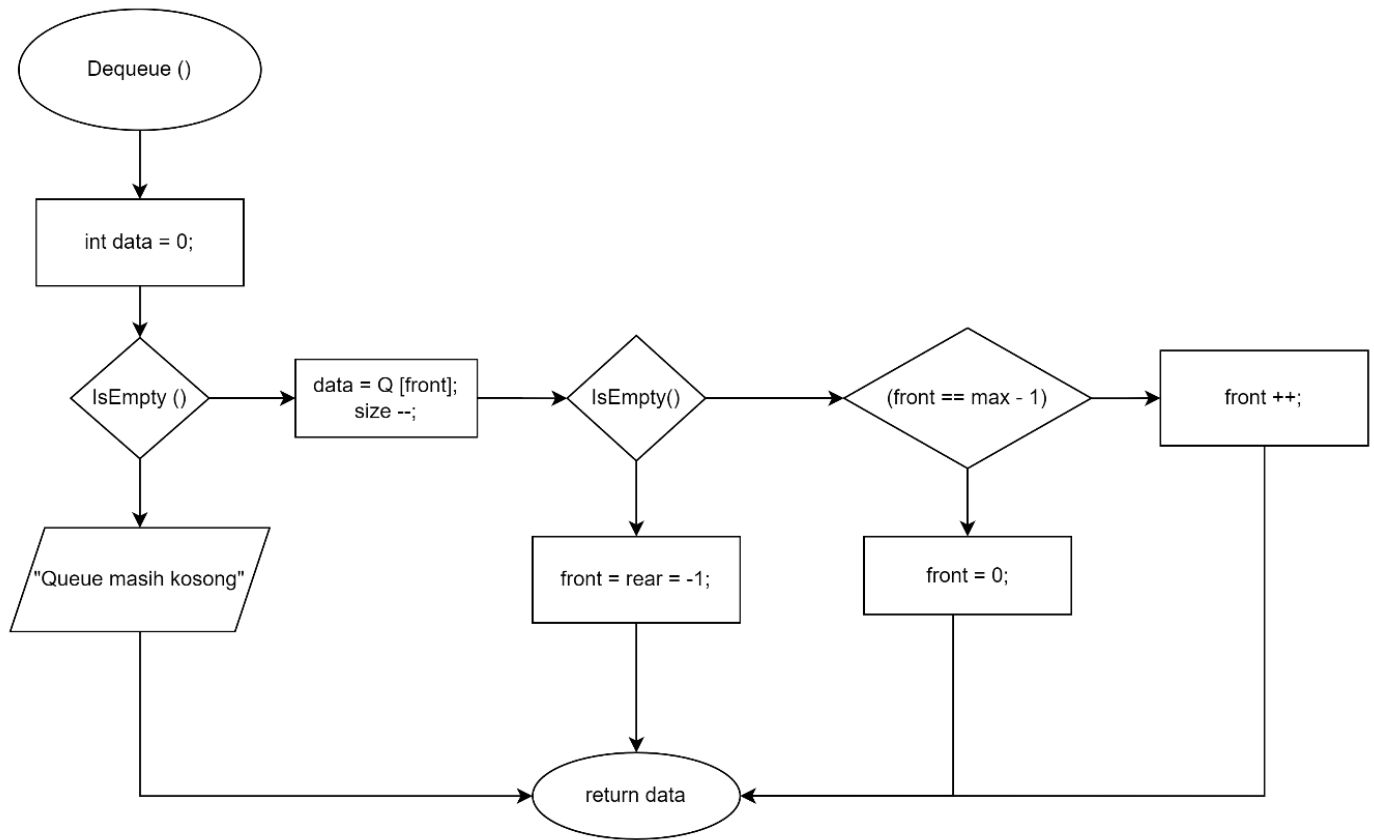 Dequeue ()
int data = 0;
IsEmpty ()
data = Q [front];
size --;
IsEmpty()
(front == max - 1)
front ++;
"Queue masih kosong"
front = rear = -1;
front = 0;
return data